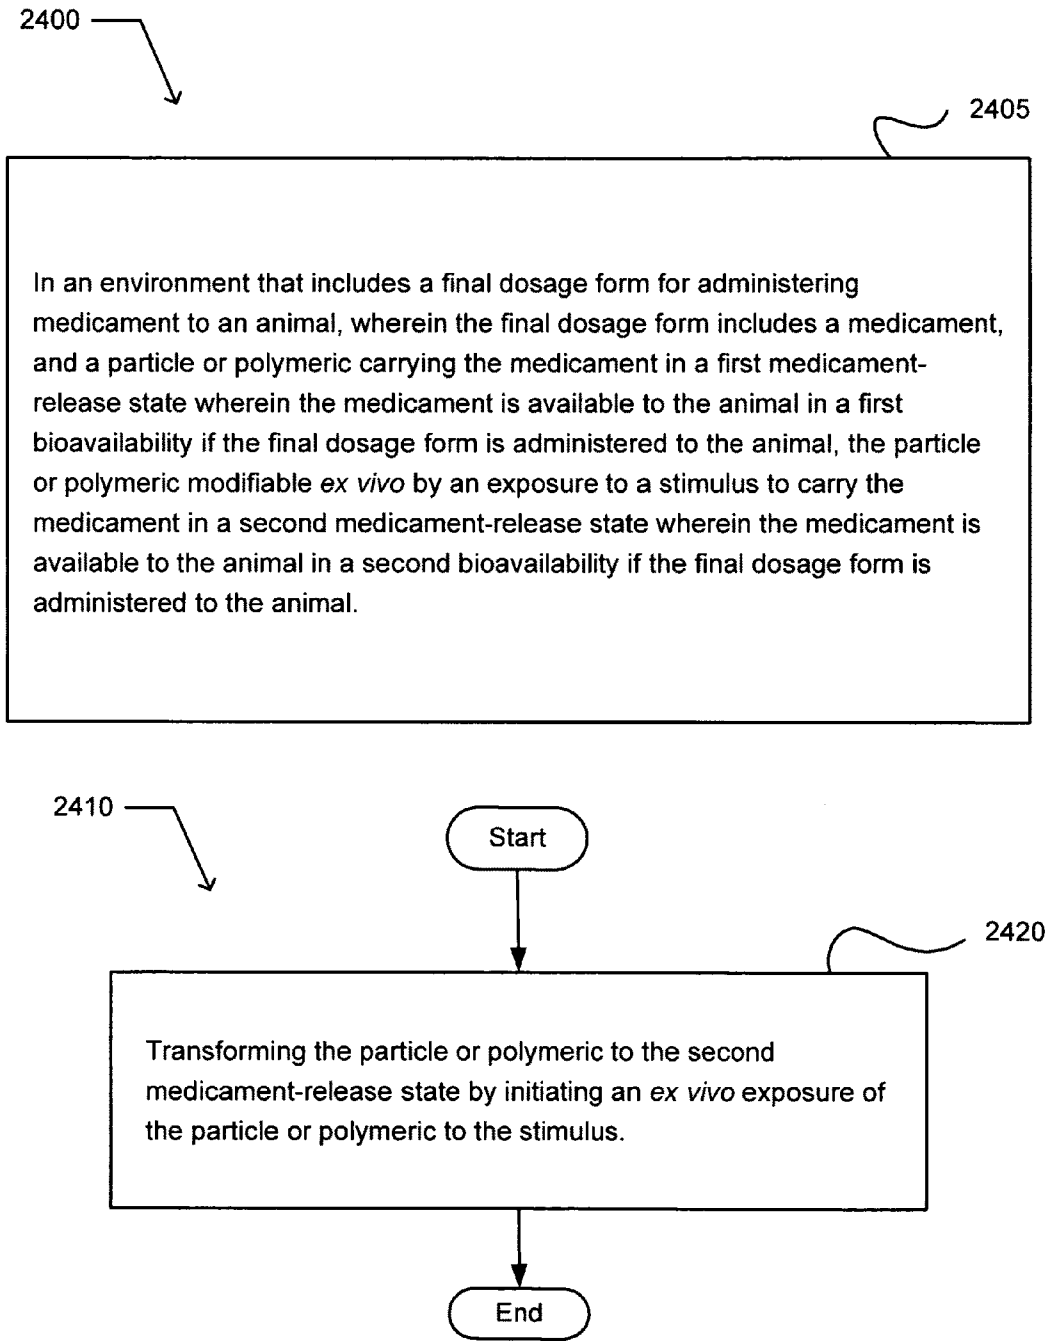 2400
2405
In an environment that includes a final dosage form for administering
medicament to an animal, wherein the final dosage form includes a medicament,
and a particle or polymeric carrying the medicament in a first medicament-
release state wherein the medicament is available to the animal in a first
bioavailability if the final dosage form is administered to the animal, the particle
or polymeric modifiable ex vivo by an exposure to a stimulus to carry the
medicament in a second medicament-release state wherein the medicament is
available to the animal in a second bioavailability if the final dosage form is
administered to the animal.
2410
Start
2420
Transforming the particle or polymeric to the second
medicament-release state by initiating an ex vivo exposure of
the particle or polymeric to the stimulus.
End